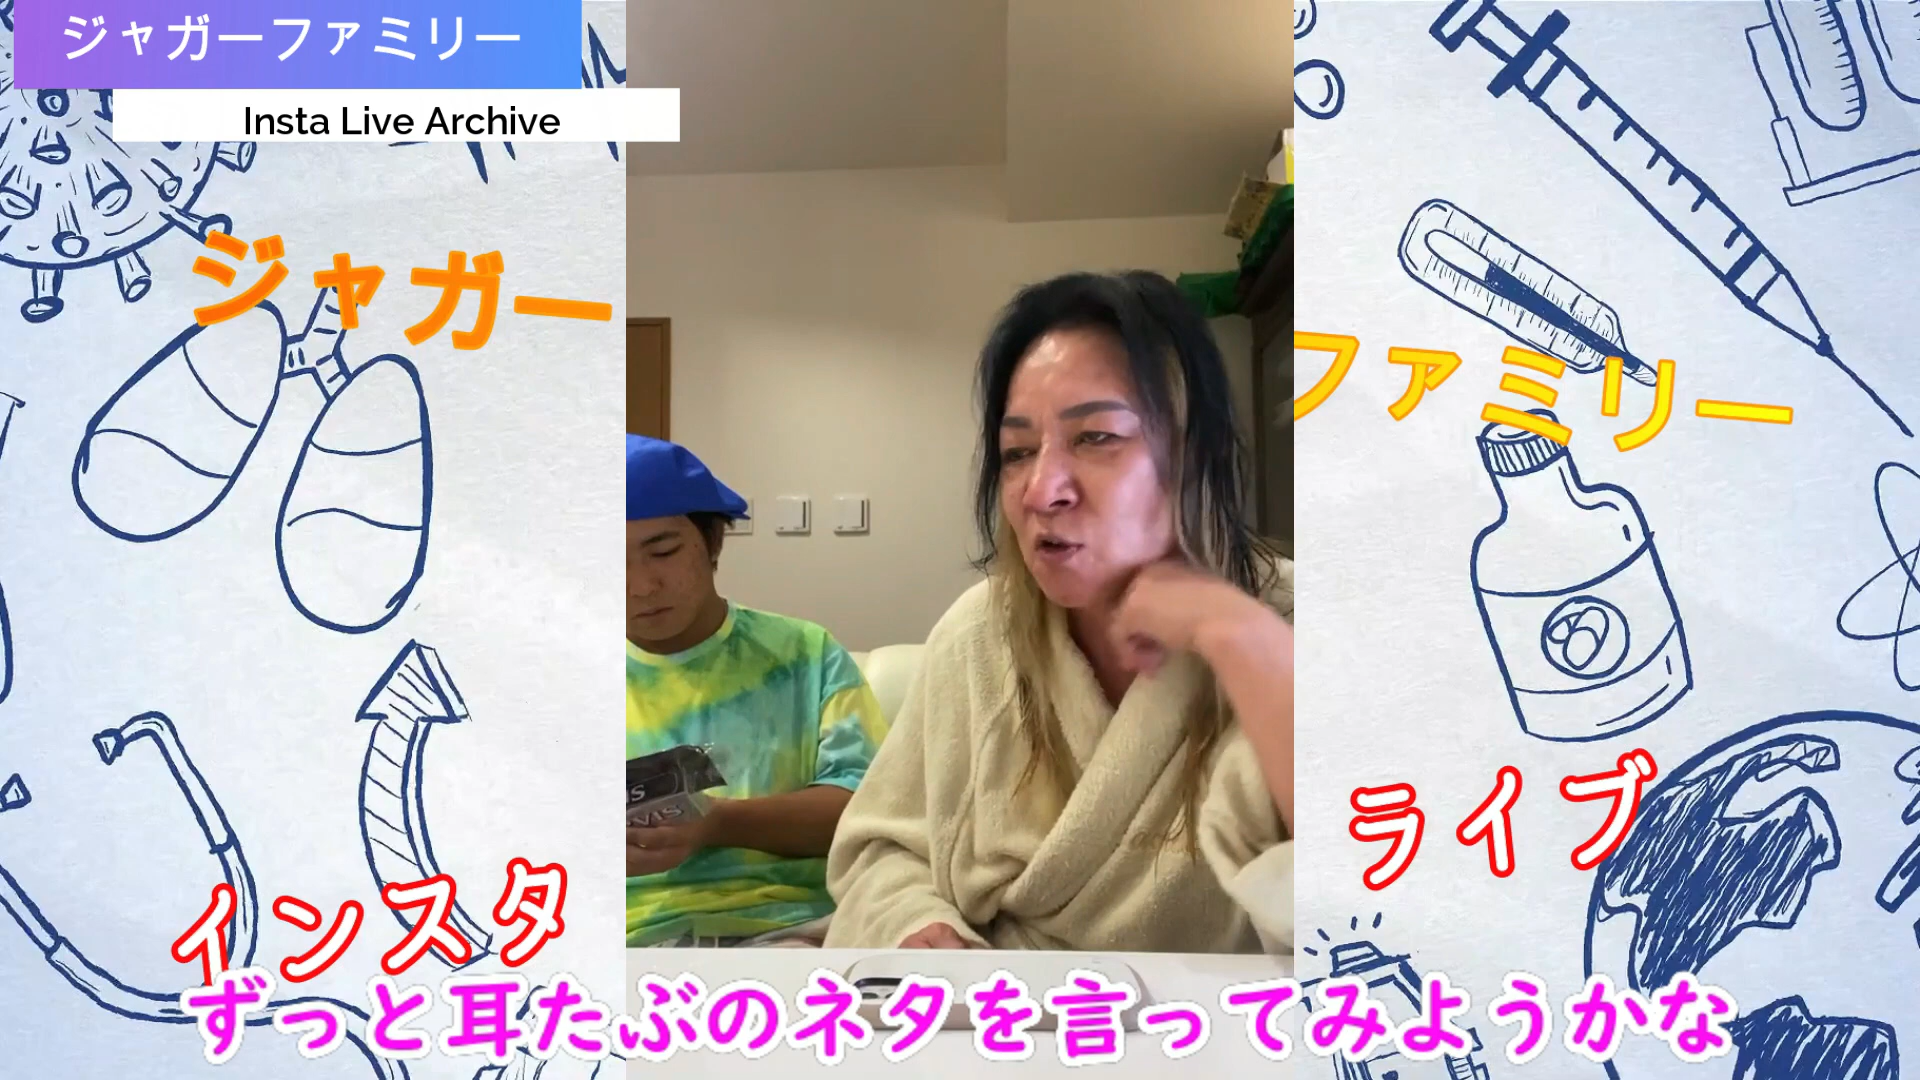 ジャガーファミリー
Insta Live Archive
ジャガー
ファミリー
インスタ
ライブ
ずっと耳たぶのネタを言ってみようかな